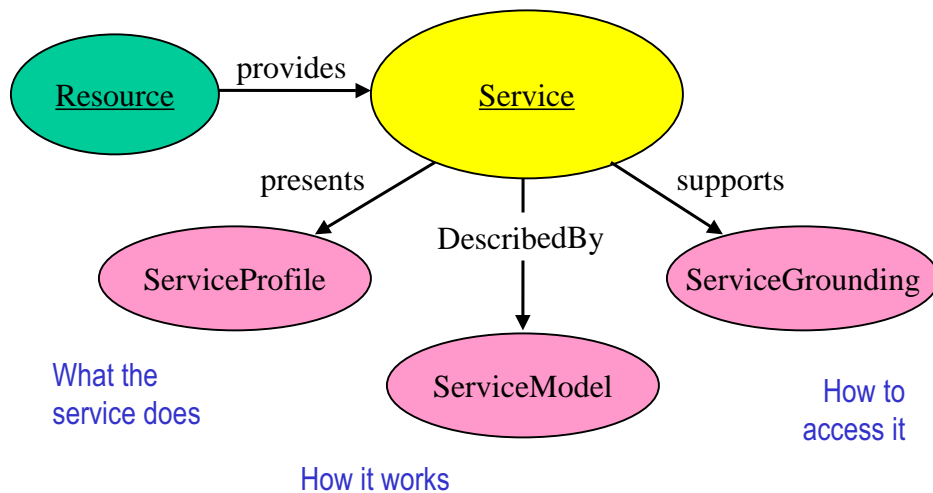 provides
Resource
Service
presents
supports
DescribedBy
ServiceProfile
ServiceGrounding
What the
service does
ServiceModel
How to
access it
How it works